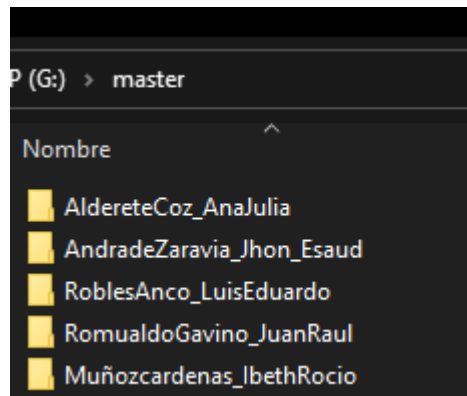 P (G:) > master
Nombre
AldereteCoz_AnaJulia
AndradeZaravia_Jhon_Esaud
RoblesAnco_LuisEduardo
RomualdoGavino_JuanRaul
Muñozcardenas_IbethRocio